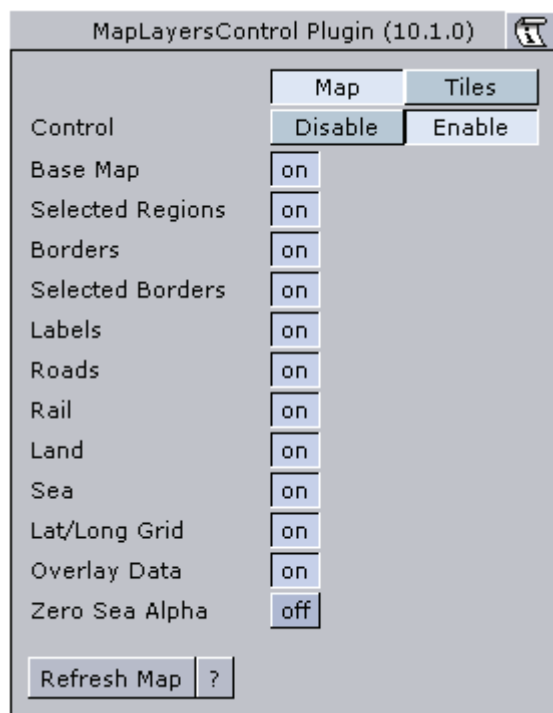 MapLayersControl Plugin (10.1.0)
Map Tiles
Control Disable Enable
Base Map on
Selected Regions on
Borders on
Selected Borders on
Labels on
Roads on
Rail on
Land on
Sea on
Lat/Long Grid on
Overlay Data on
Zero Sea Alpha off
Refresh Map ?